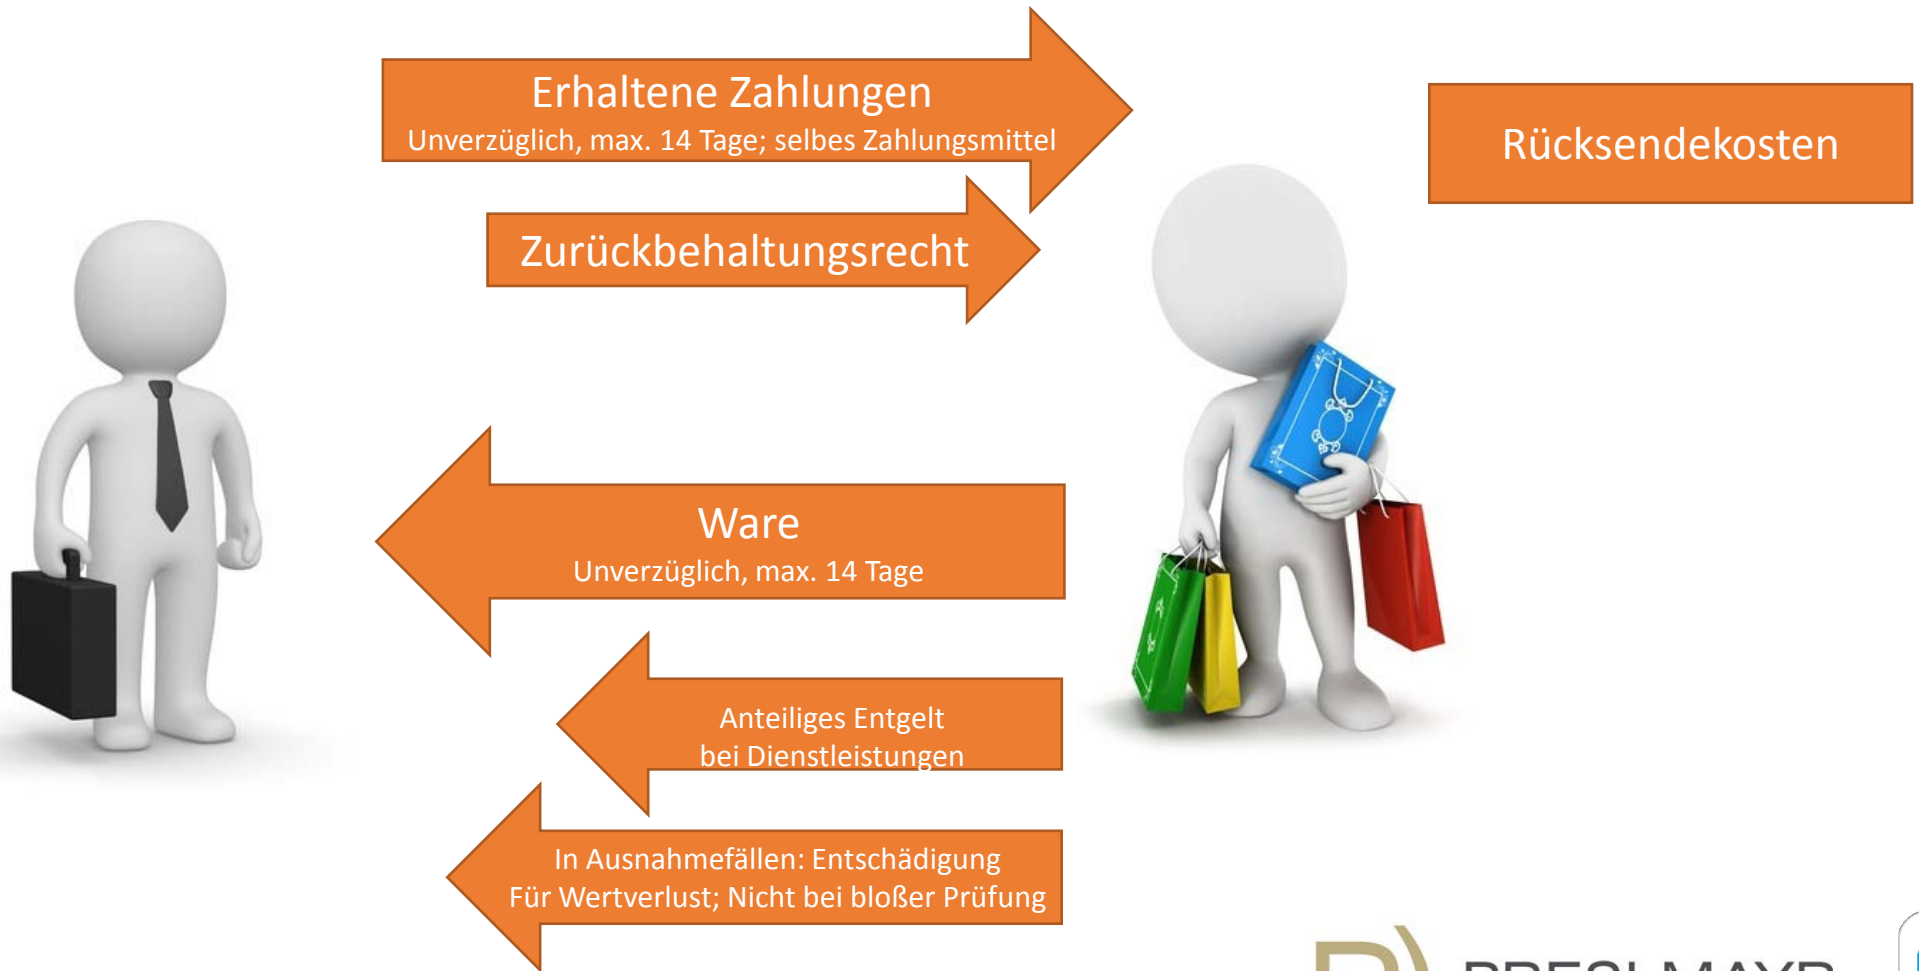 Erhaltene Zahlungen
Unverzüglich, max. 14 Tage; selbes Zahlungsmittel
Rücksendekosten
Zurückbehaltungsrecht
Ware
Unverzüglich, max. 14 Tage
Anteiliges Entgelt
bei Dienstleistungen
In Ausnahmefällen: Entschädigung
Für Wertverlust; Nicht bei bloßer Prüfung
PRESLMAYR